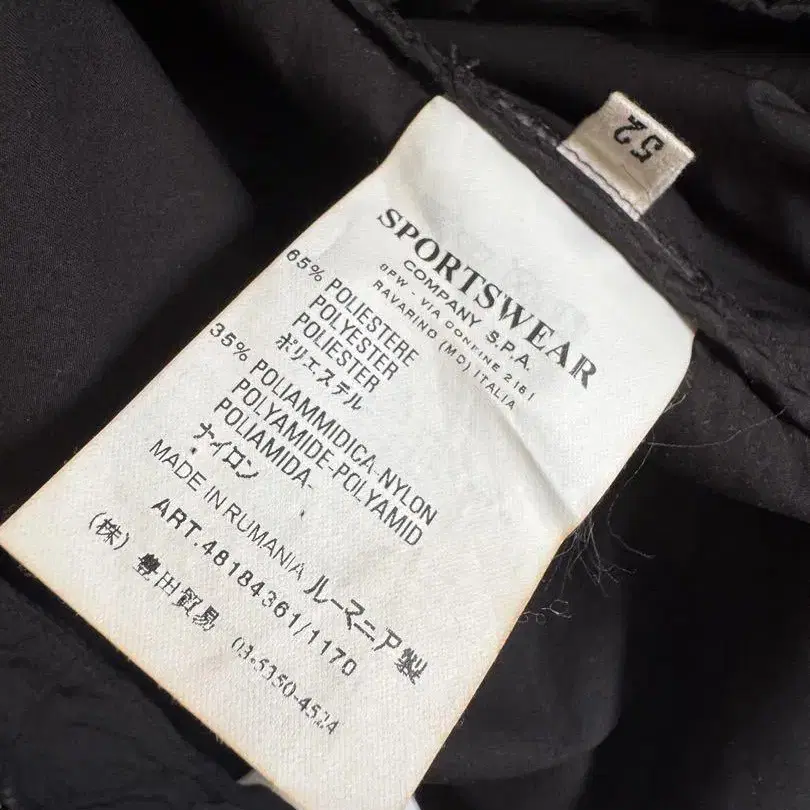 52
SPORTSWEAR
COMPANY S.P.A.
SPW - VIA CONFINE 2161
RAVARINO (MO) ITALIA
65% POLIESTERE
POLYESTER
POLIESTER
ポリエステル
35% POLIAMMIDICA-NYLON
POLYAMIDE-POLYAMID
POLIAMIDA-
ナイロン
MADE IN RUMANIA ルーマニア製
ART.48184361/1170
(株) 豊田貿易 03-5350-4524